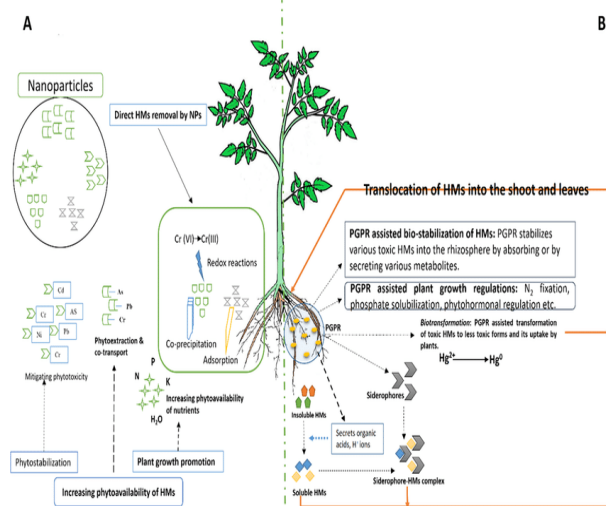 A
B
Nanoparticles
Direct HMs removal by NPs
Translocation of HMs into the shoot and leaves
PGPR assisted bio-stabilization of HMs: PGPR stabilizes
various toxic HMs into the rhizosphere by absorbing or by
secreting various metabolites.
Cr (VI)→Cr(III)
Redox reactions
Co-precipitation
Adsorption
PGPR assisted plant growth regulations: N₂ fixation,
phosphate solubilization, phytohormonal regulation etc.
PGPR
Biotransformation: PGPR assisted transformation
of toxic HMs to less toxic forms and its uptake by
plants.
Hg²⁺ → Hg⁰
Cd
Cr
AS
Ni
Pb
Cr
Mitigating phytotoxicity
As
Pb
Cr
Phytoextraction &
co-transport
P
N
K
H₂O
Increasing phytoavailability
of nutrients
Siderophores
Insoluble HMs
Secrets organic
acids, H⁺ ions
Soluble HMs
Siderophore-HMs complex
Phytostabilization
Plant growth promotion
Increasing phytoavailability of HMs